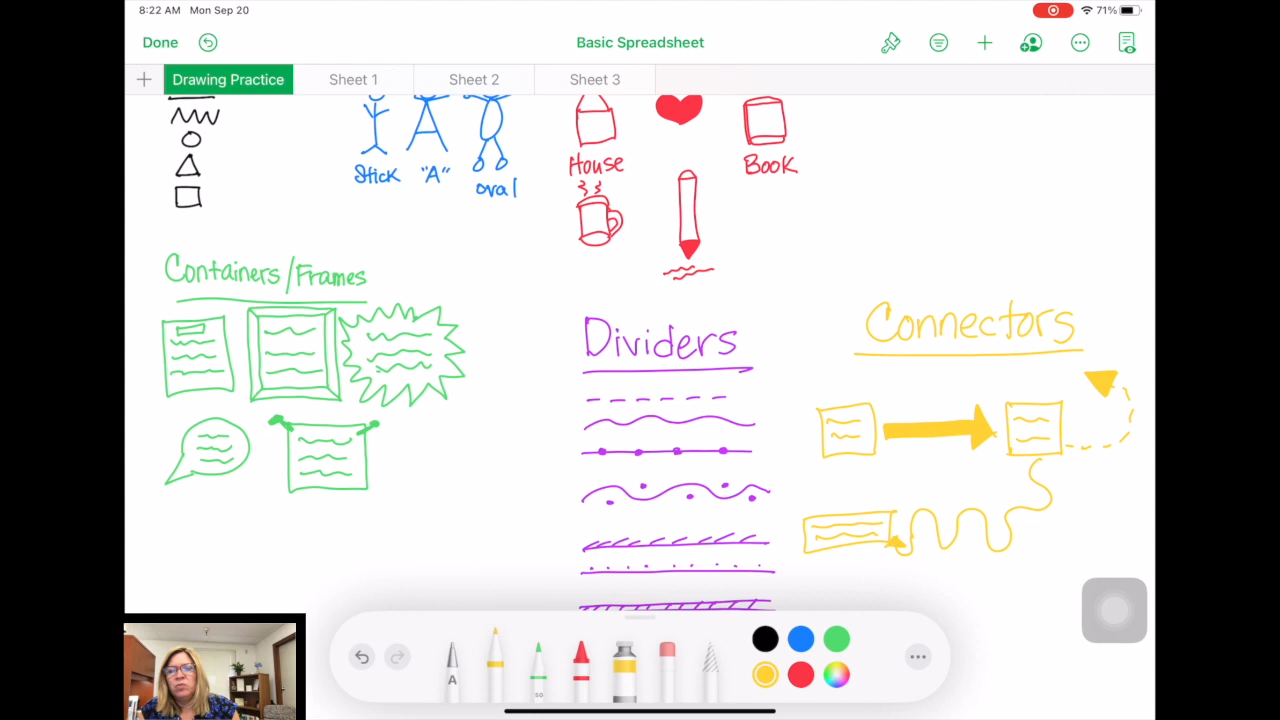 8:22 AM Mon Sep 20
71%
Done
Basic Spreadsheet
Drawing Practice
Sheet 1
Sheet 2
Sheet 3
Stick "A" oval
House
Book
Containers/Frames
Dividers
Connectors
A
50